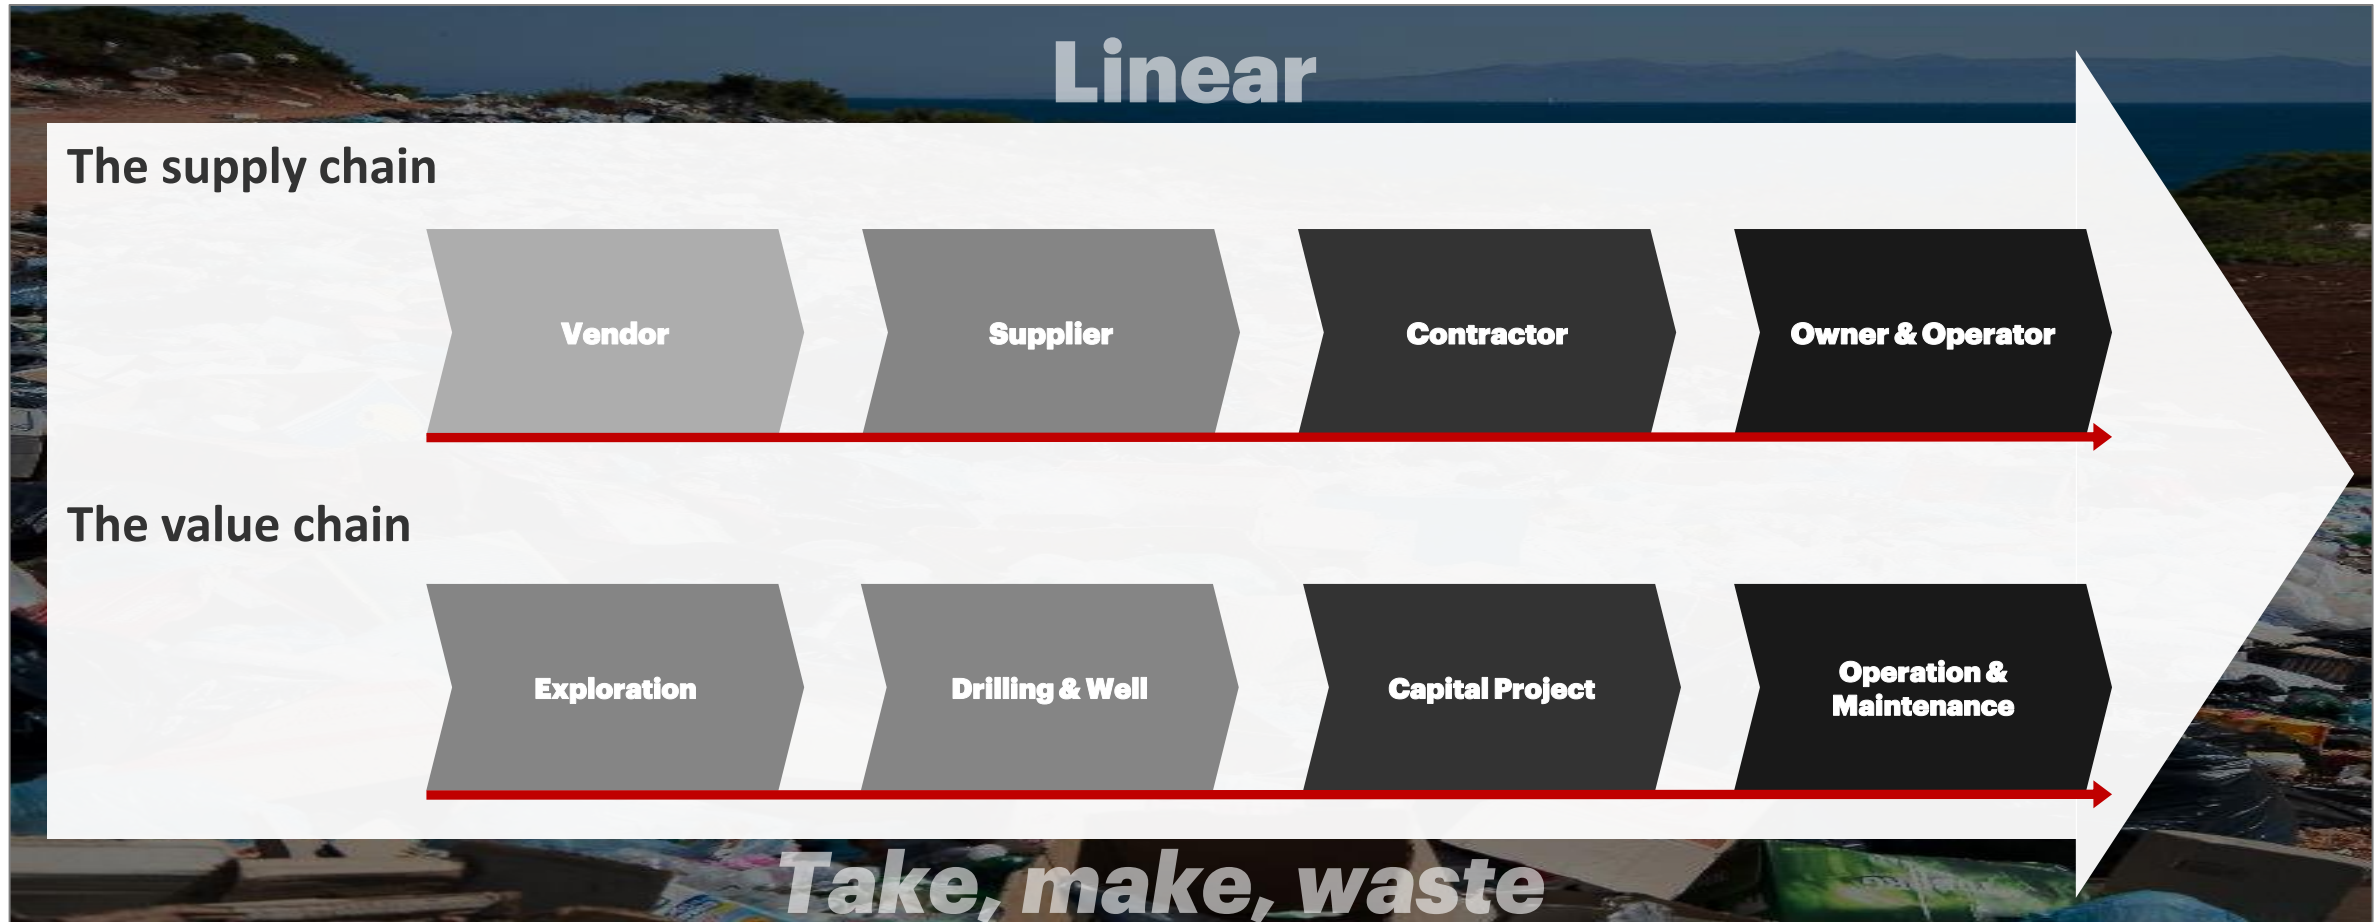 Linear
The supply chain
Vendor
Supplier
Contractor
Owner & Operator
The value chain
Exploration
Drilling & Well
Capital Project
Operation &
Maintenance
Take, make, waste